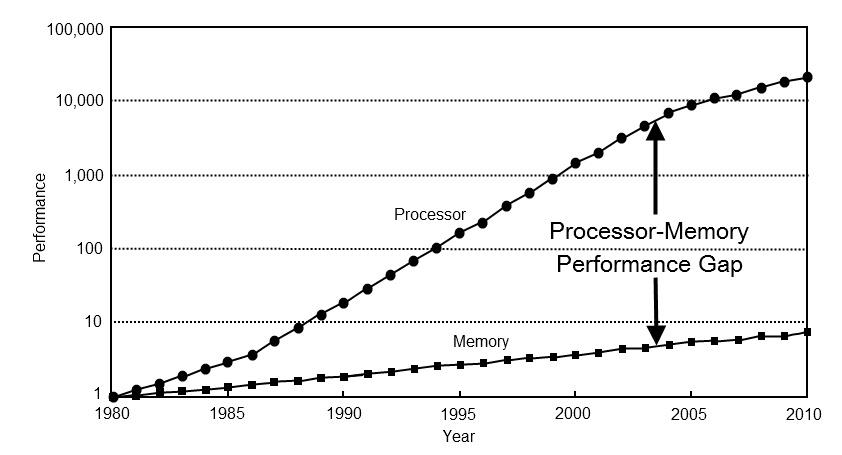 100,000
10,000
1,000
100
10
1
Performance
Processor
Processor-Memory
Performance Gap
Memory
1980
1985
1990
1995
2000
2005
2010
Year